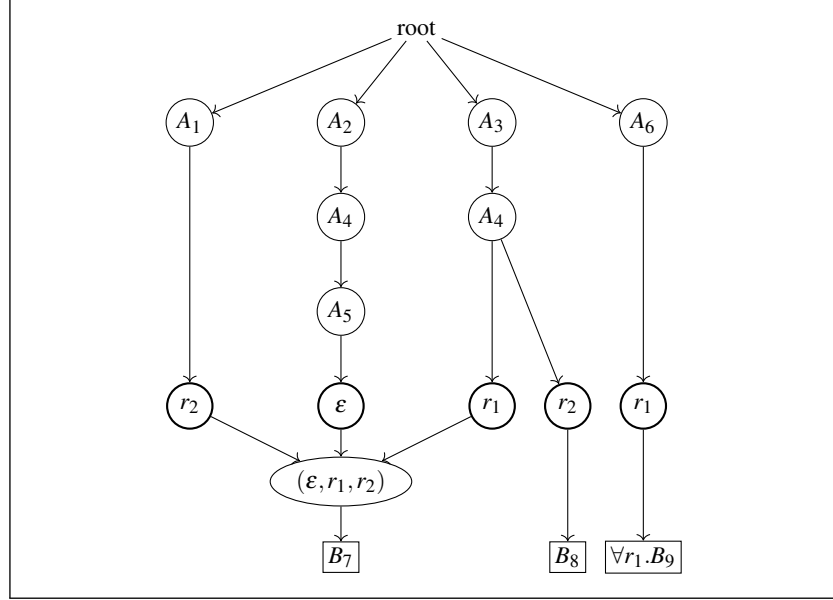 root
A₁ A₂ A₃ A₆
A₄ A₄
A₅
r₂ ε r₁ r₂ r₁
(ε, r₁, r₂)
B₇ B₈ ∀r₁.B₉